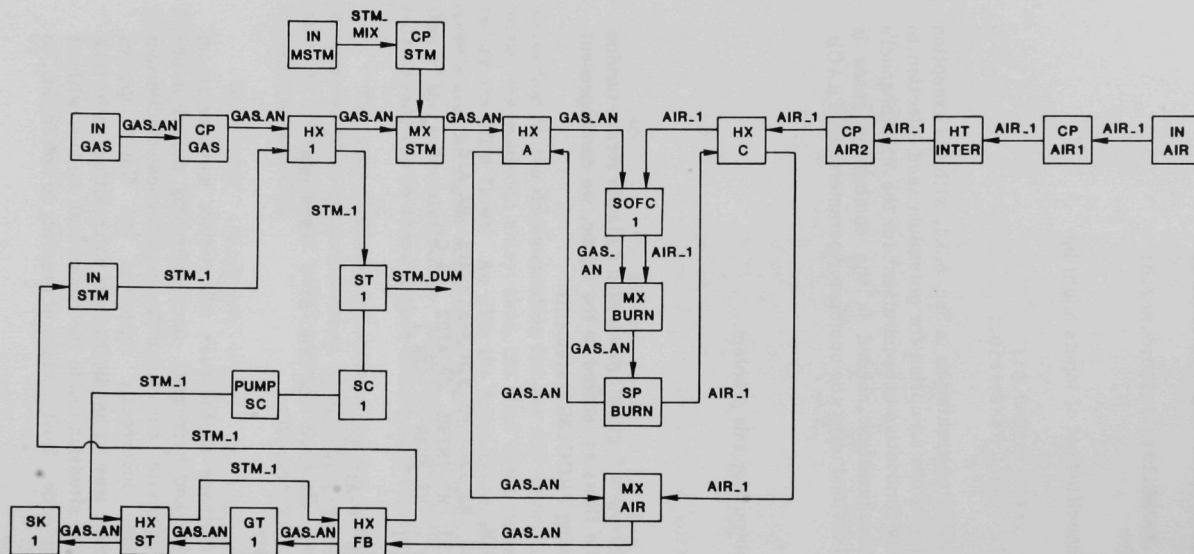 STM_
MIX
IN
MSTM
CP
STM
GAS_AN
GAS_AN
GAS_AN
GAS_AN
GAS_AN
AIR_1
AIR_1
AIR_1
AIR_1
AIR_1
IN
GAS
CP
GAS
HX
1
MX
STM
HX
A
HX
C
CP
AIR2
HT
INTER
CP
AIR1
IN
AIR
SOFC
1
STM_1
GAS_
AN
AIR_1
IN
STM
STM_1
ST
1
STM_DUM
MX
BURN
GAS_AN
STM_1
PUMP
SC
SC
1
GAS_AN
SP
BURN
AIR_1
STM_1
STM_1
GAS_AN
MX
AIR
AIR_1
SK
1
GAS_AN
HX
ST
GAS_AN
GT
1
GAS_AN
HX
FB
GAS_AN